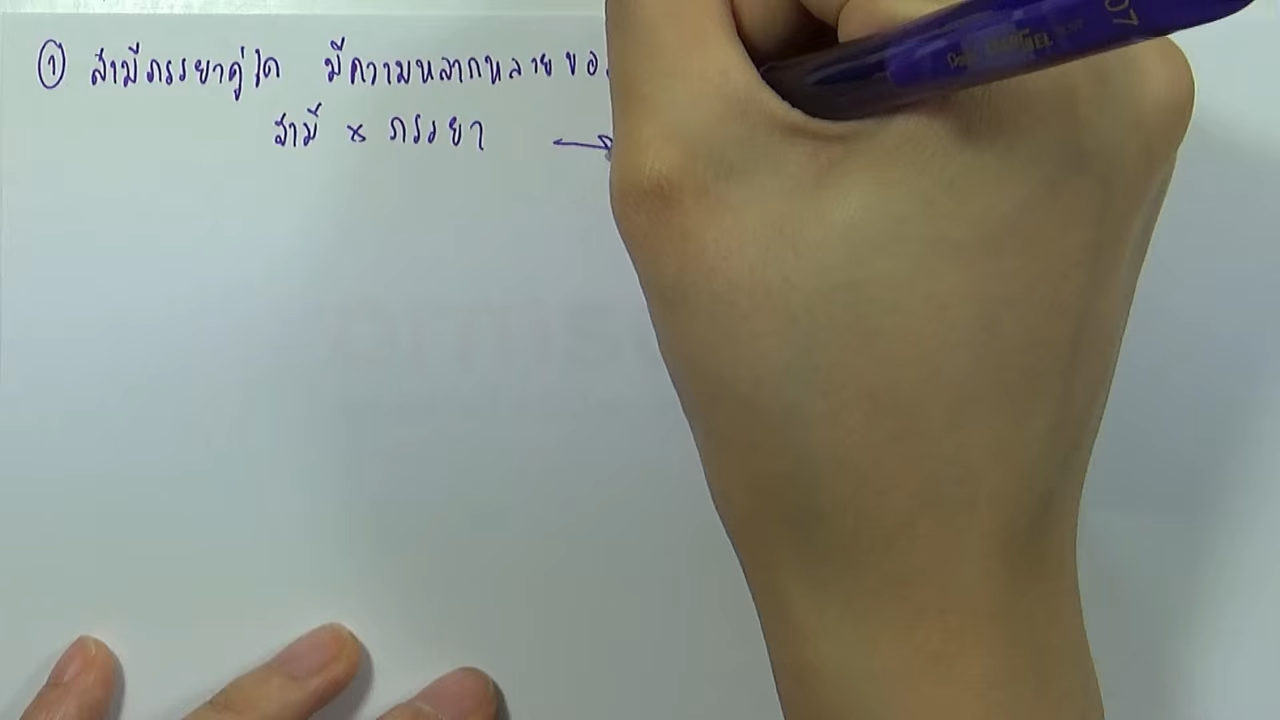 ① สามีภรรยาคู่ใด มีความหลากหลายขอ
สามี × ภรรยา →
07